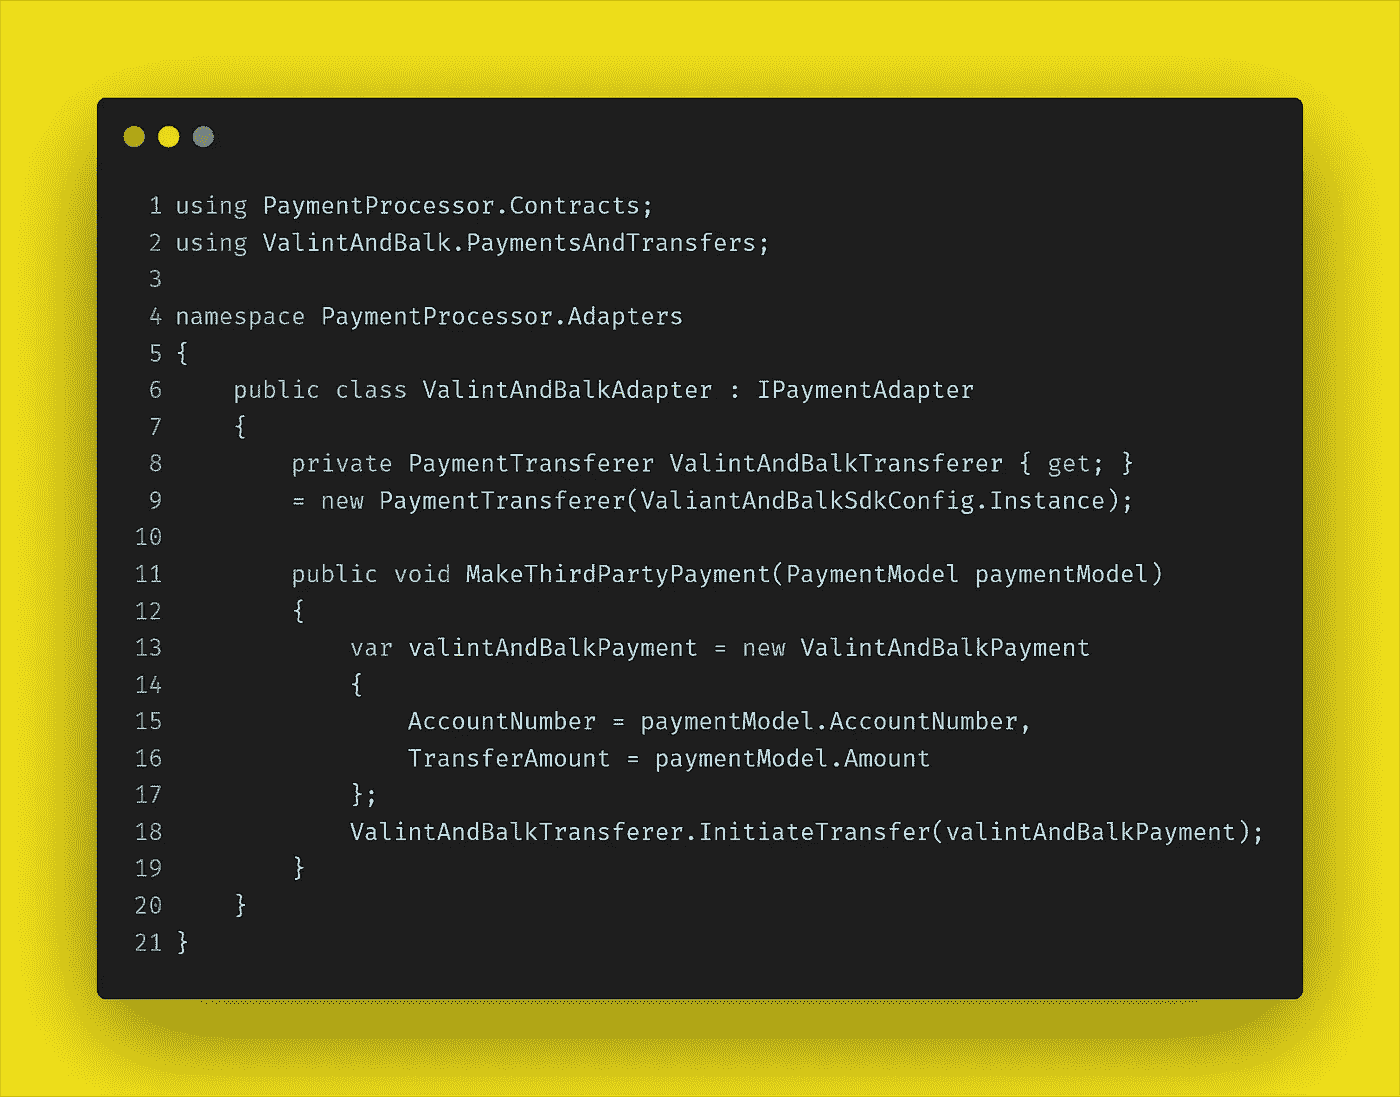 1 using PaymentProcessor.Contracts;
2 using ValintAndBalk.PaymentsAndTransfers;
3
4 namespace PaymentProcessor.Adapters
5 {
6     public class ValintAndBalkAdapter : IPaymentAdapter
7     {
8         private PaymentTransferer ValintAndBalkTransferer { get; }
9         = new PaymentTransferer(ValiantAndBalkSdkConfig.Instance);
10
11         public void MakeThirdPartyPayment(PaymentModel paymentModel)
12         {
13             var valintAndBalkPayment = new ValintAndBalkPayment
14             {
15                 AccountNumber = paymentModel.AccountNumber,
16                 TransferAmount = paymentModel.Amount
17             };
18             ValintAndBalkTransferer.InitiateTransfer(valintAndBalkPayment);
19         }
20     }
21 }